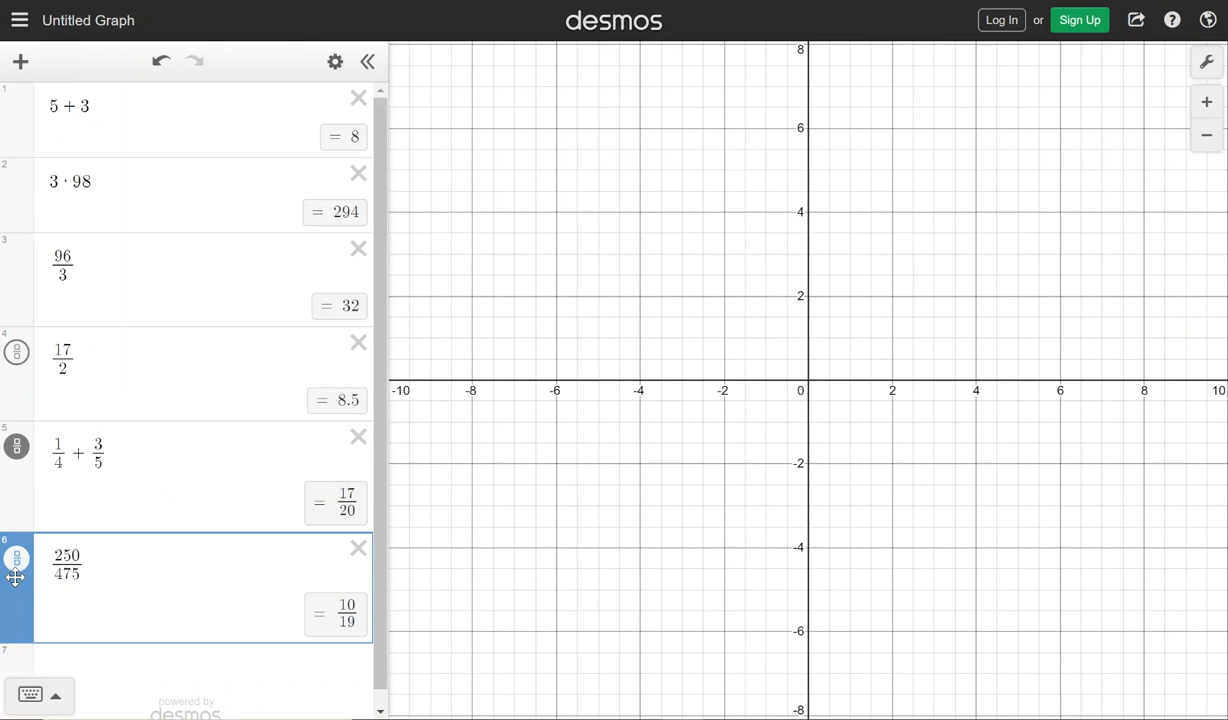 Untitled Graph
desmos
Log In or Sign Up
1
5 + 3
= 8
2
3 · 98
= 294
3
96/3
= 32
4
17/2
= 8.5
5
1/4 + 3/5
= 17/20
6
250/475
= 10/19
7
powered by
desmos
8
6
4
2
-10 -8 -6 -4 -2 0 2 4 6 8 10
-2
-4
-6
-8